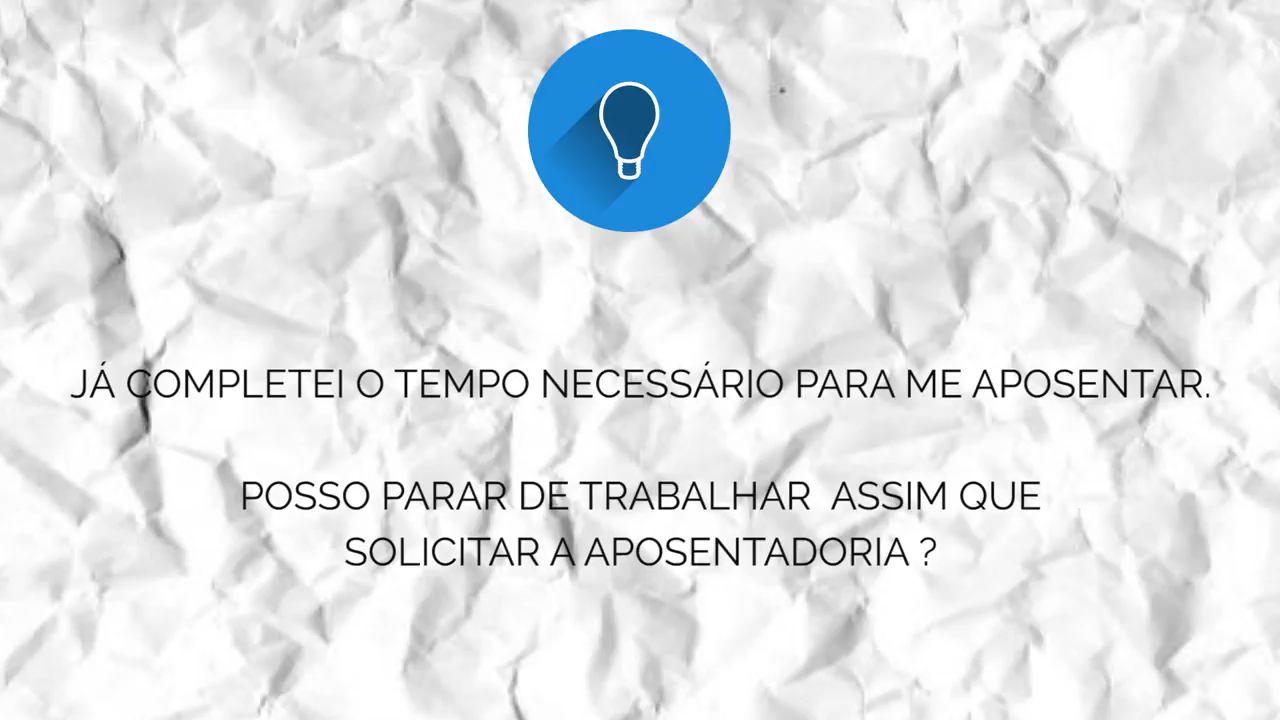 JÁ COMPLETEI O TEMPO NECESSÁRIO PARA ME APOSENTAR.
POSSO PARAR DE TRABALHAR  ASSIM QUE
SOLICITAR A APOSENTADORIA ?